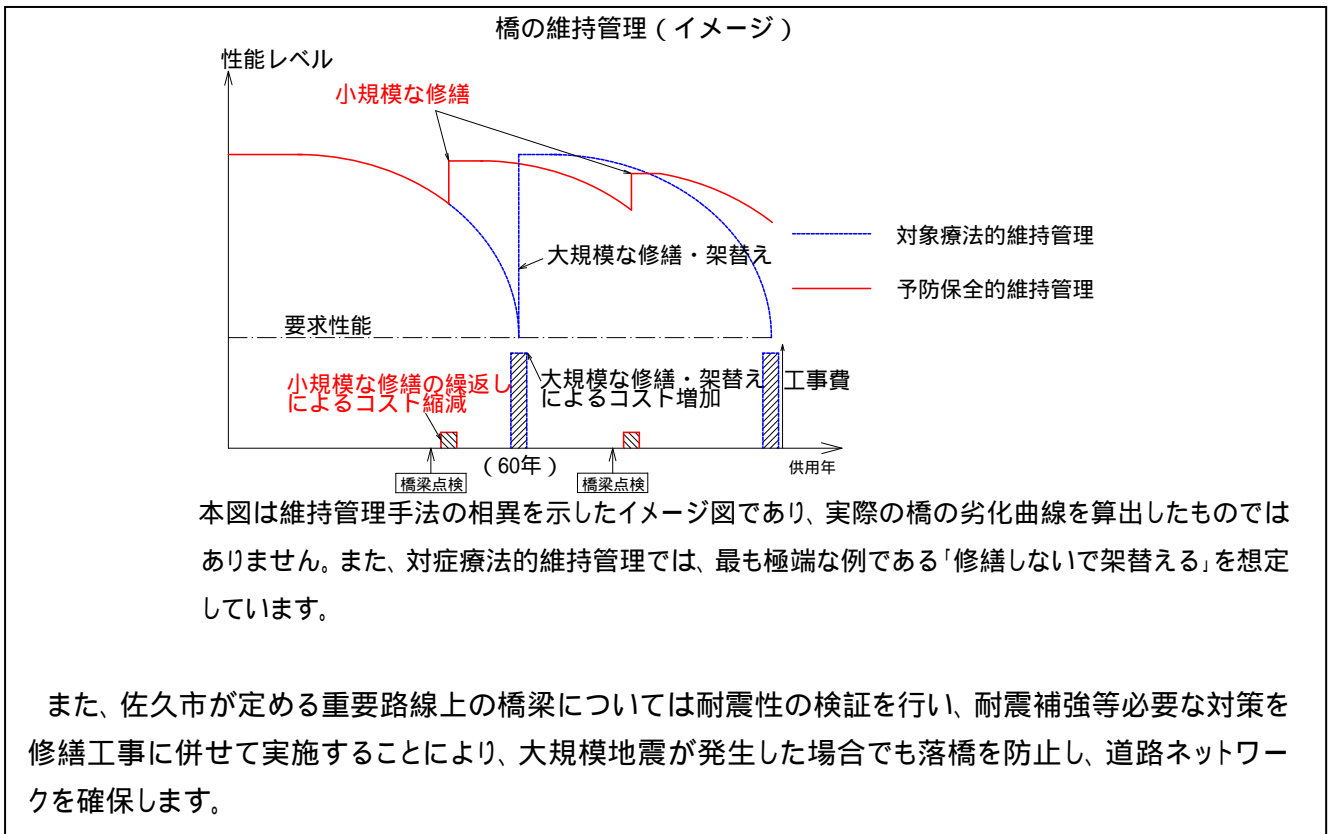 橋の維持管理（イメージ）
性能レベル
小規模な修繕
大規模な修繕・架替え
対象療法的維持管理
予防保全的維持管理
要求性能
小規模な修繕の繰返し
によるコスト縮減
大規模な修繕・架替え
によるコスト増加
工事費
（60年）
供用年
橋梁点検
橋梁点検
本図は維持管理手法の相異を示したイメージ図であり、実際の橋の劣化曲線を算出したものでは
ありません。また、対症療法的維持管理では、最も極端な例である「修繕しないで架替える」を想定
しています。
また、佐久市が定める重要路線上の橋梁については耐震性の検証を行い、耐震補強等必要な対策を
修繕工事に併せて実施することにより、大規模地震が発生した場合でも落橋を防止し、道路ネットワー
クを確保します。